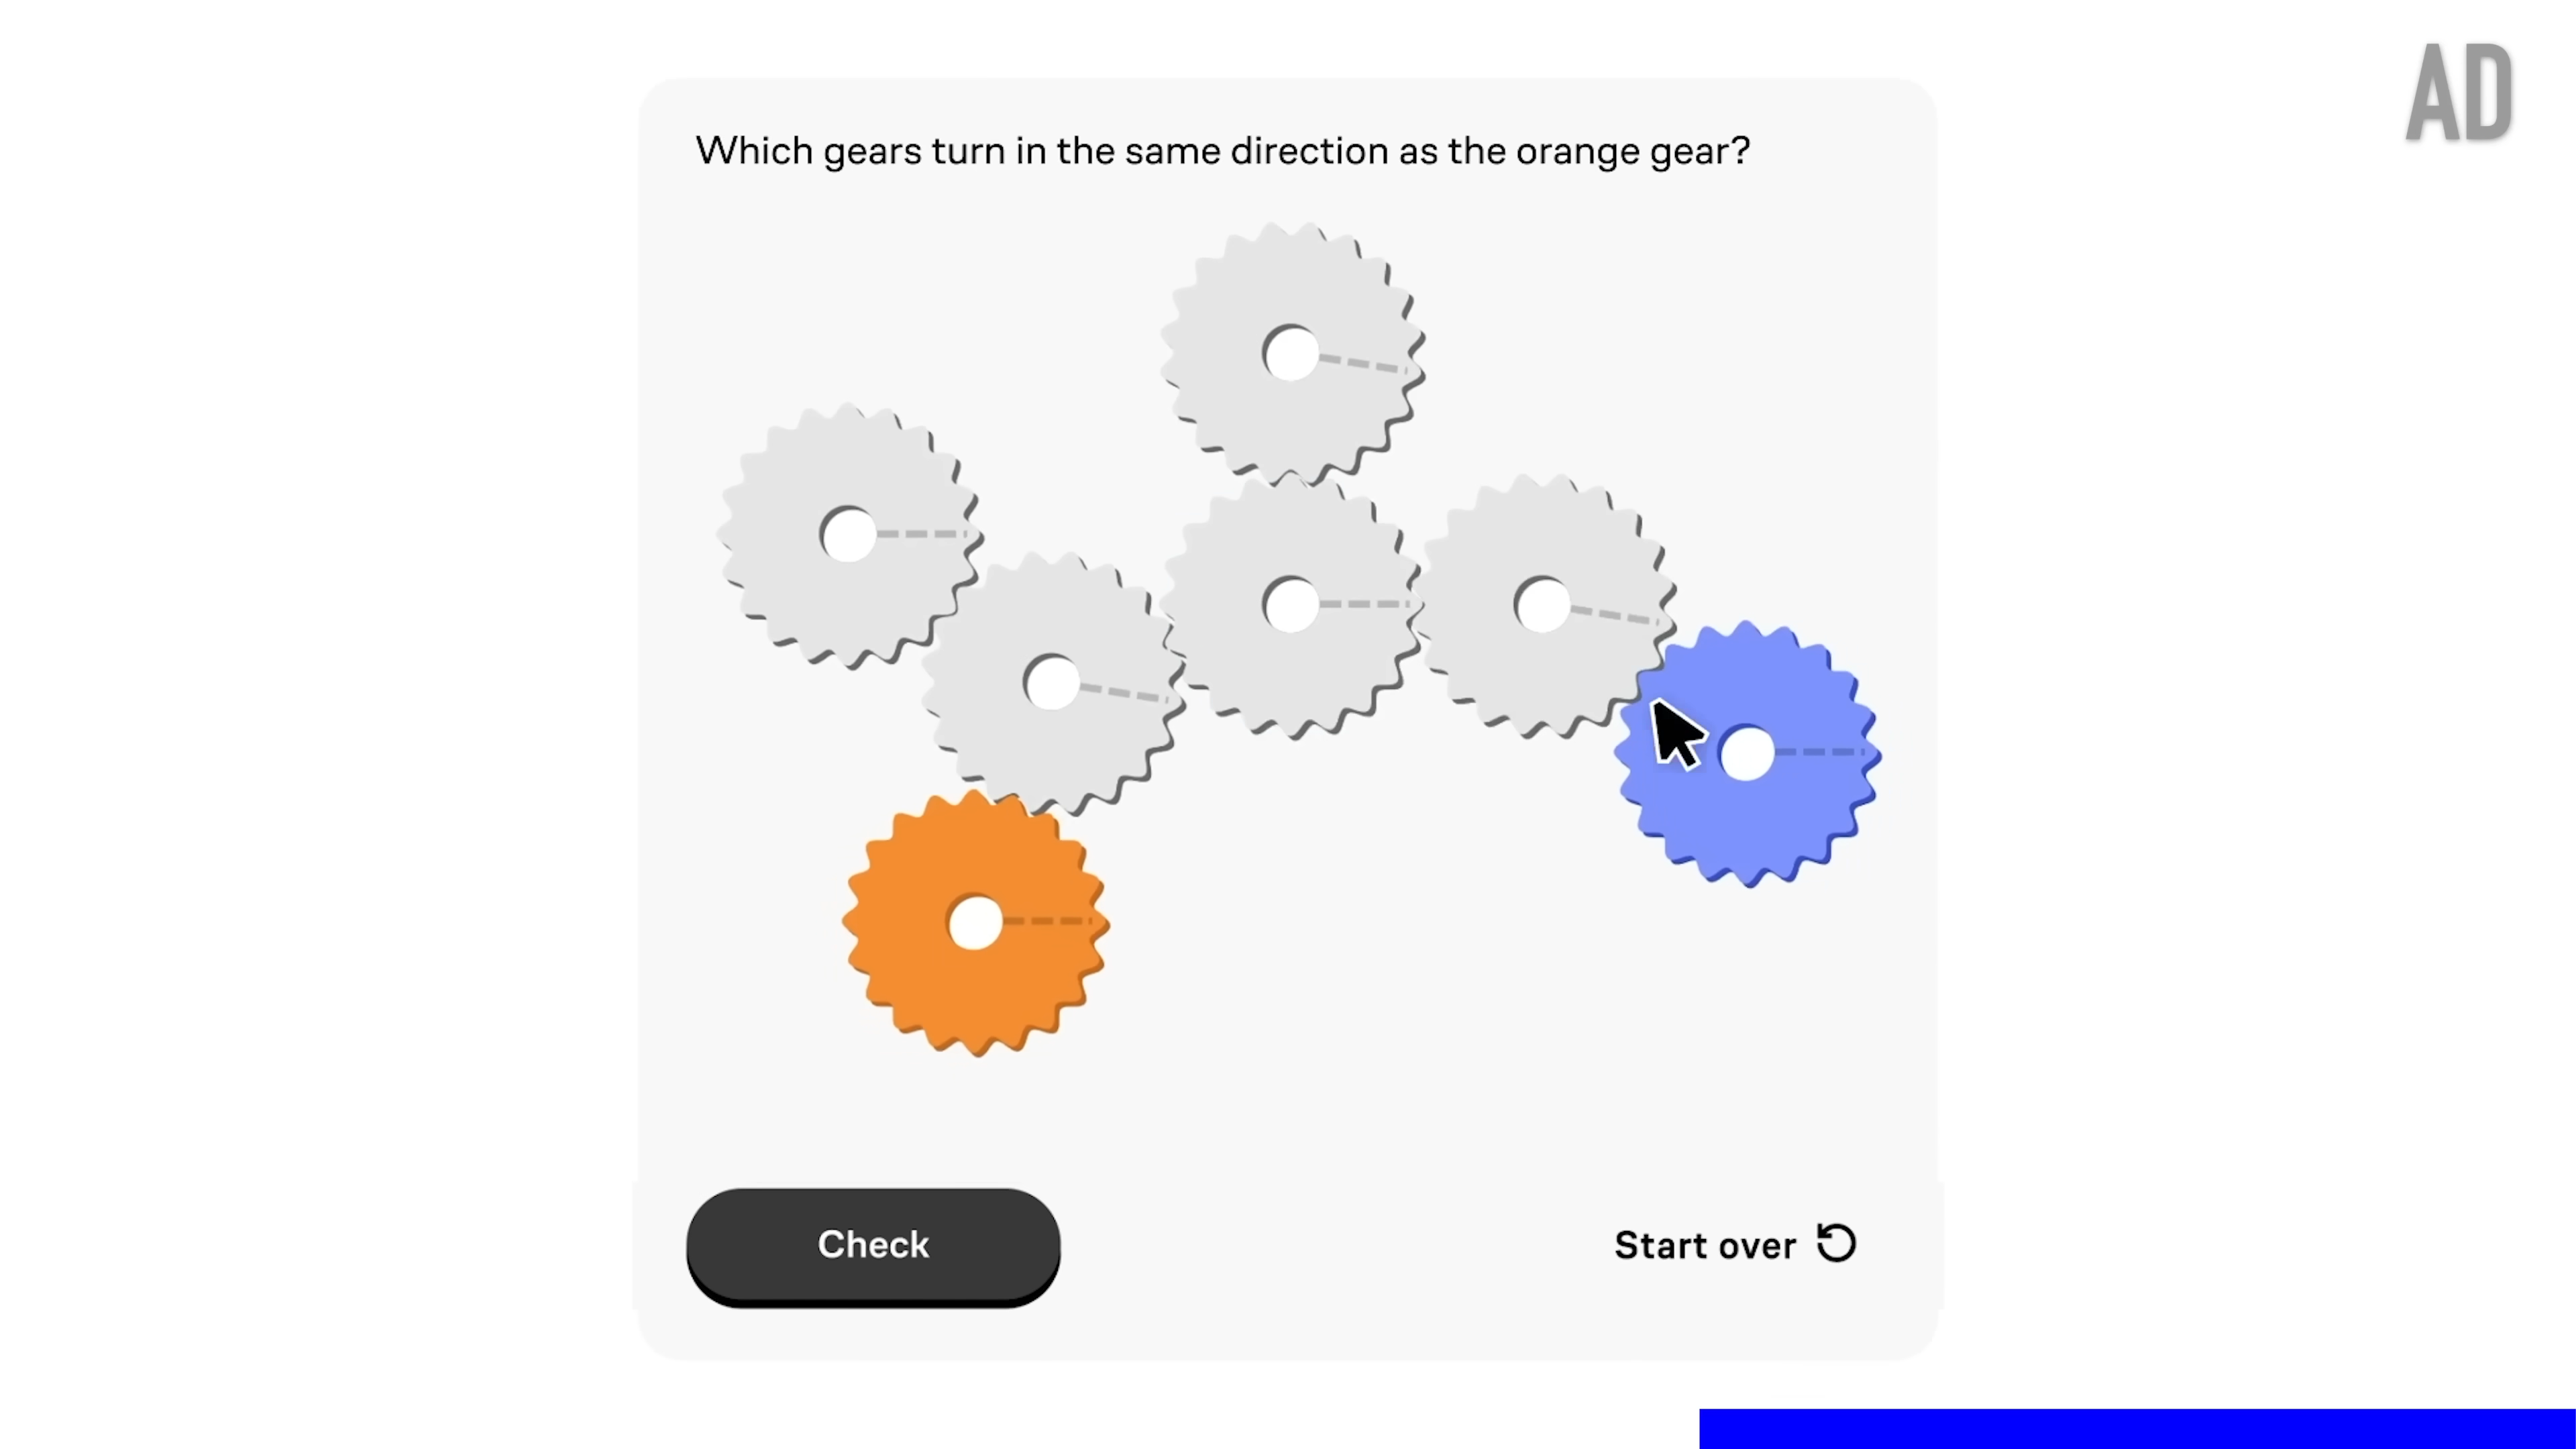 AD
Which gears turn in the same direction as the orange gear?
Check
Start over